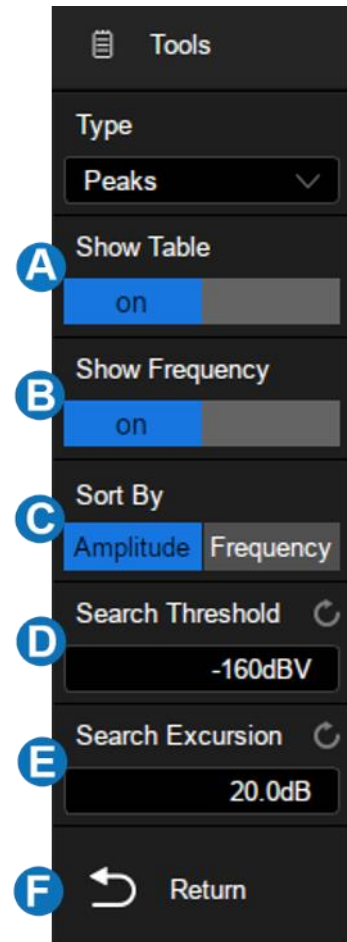 Tools
Type
Peaks
A
Show Table
on
B
Show Frequency
on
C
Sort By
Amplitude Frequency
D
Search Threshold
-160dBV
E
Search Excursion
20.0dB
F
Return